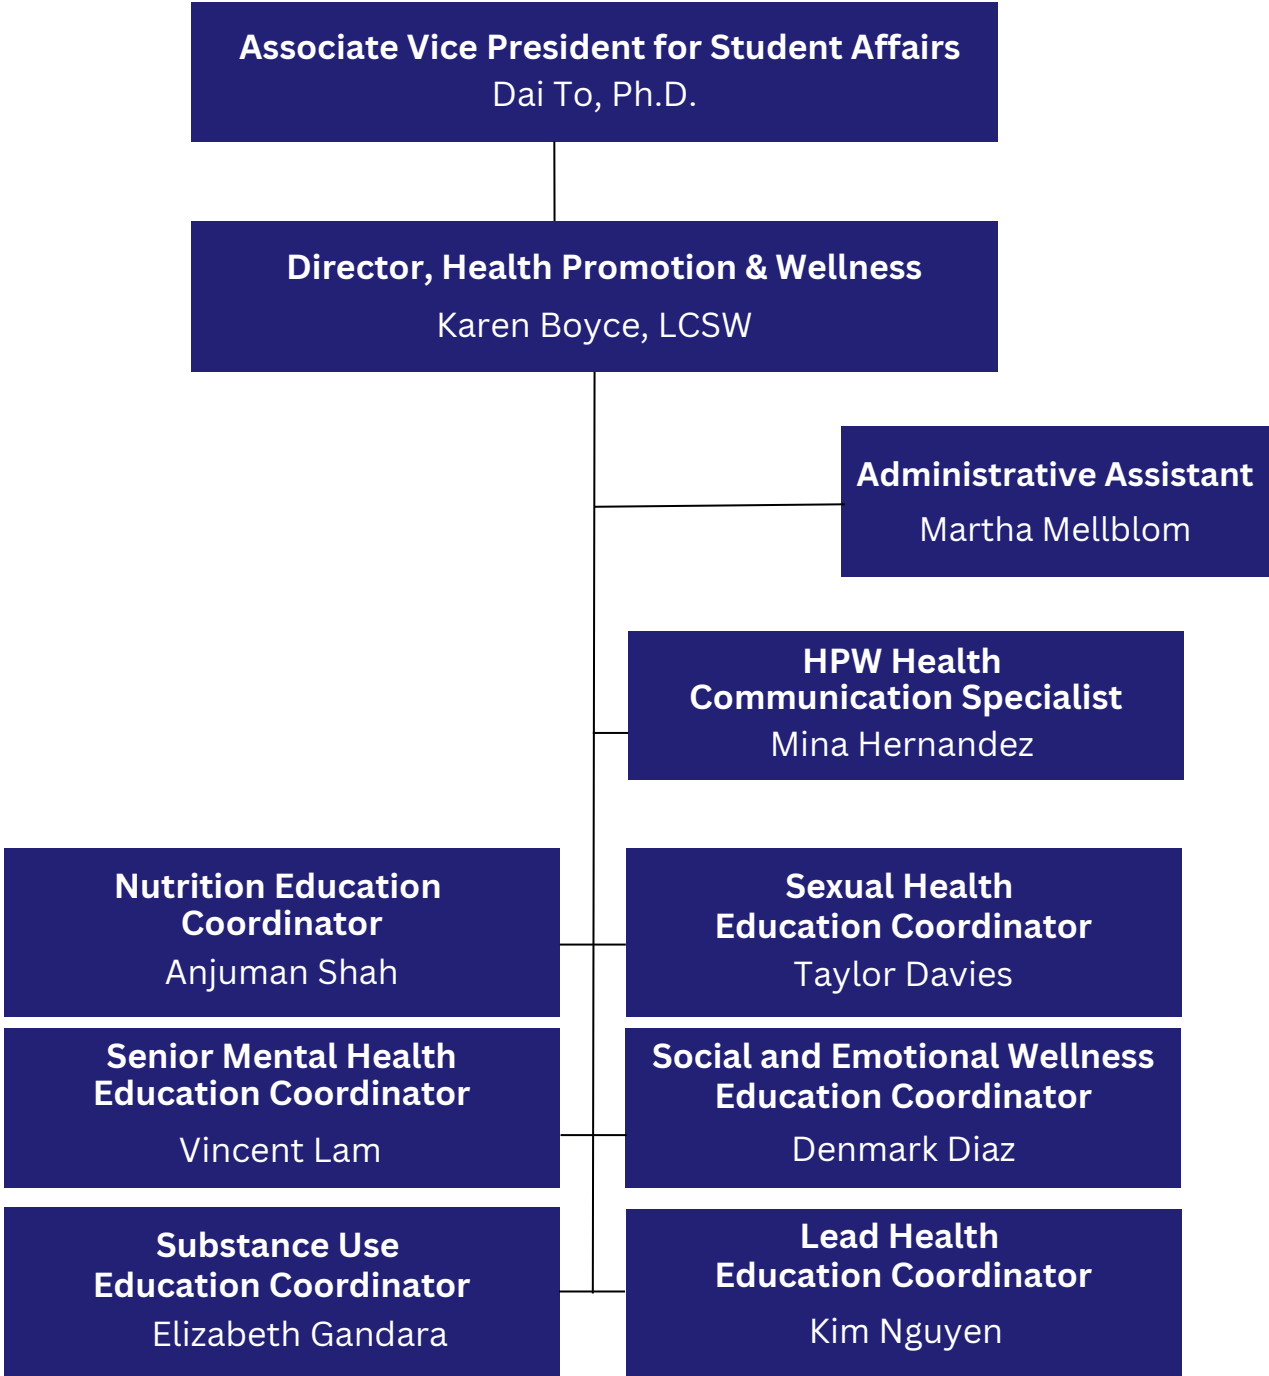 Associate Vice President for Student Affairs
Dai To, Ph.D.
Director, Health Promotion & Wellness
Karen Boyce, LCSW
Administrative Assistant
Martha Mellblom
HPW Health
Communication Specialist
Mina Hernandez
Nutrition Education
Coordinator
Anjuman Shah
Sexual Health
Education Coordinator
Taylor Davies
Senior Mental Health
Education Coordinator
Vincent Lam
Social and Emotional Wellness
Education Coordinator
Denmark Diaz
Substance Use
Education Coordinator
Elizabeth Gandara
Lead Health
Education Coordinator
Kim Nguyen